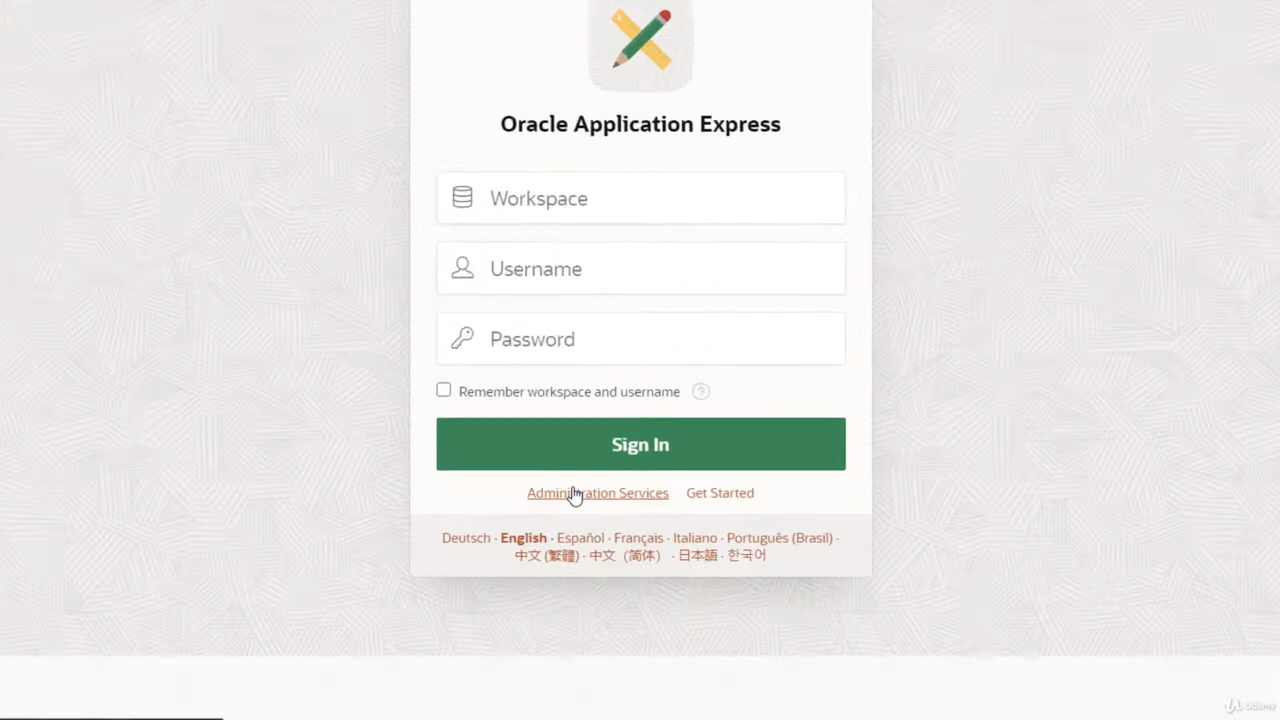 Oracle Application Express
Workspace
Username
Password
Remember workspace and username ?
Sign In
Administration Services Get Started
Deutsch · English · Español · Français · Italiano · Português (Brasil) ·
中文 (繁體) · 中文（简体） · 日本語 · 한국어
Udemy